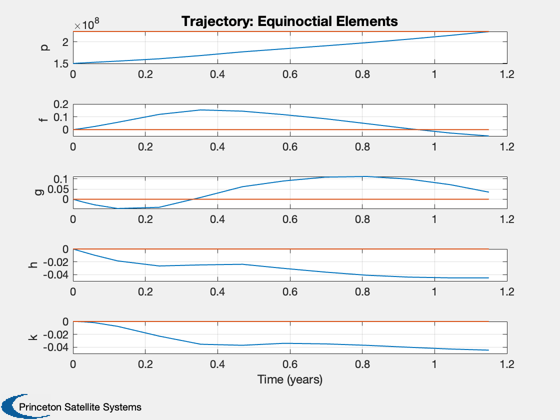 ×10⁸
Trajectory: Equinoctial Elements
p
2
1.5
0 0.2 0.4 0.6 0.8 1 1.2
f
0.2
0.1
0
0 0.2 0.4 0.6 0.8 1 1.2
g
0.1
0.05
0
0 0.2 0.4 0.6 0.8 1 1.2
h
0
-0.02
-0.04
0 0.2 0.4 0.6 0.8 1 1.2
k
0
-0.02
-0.04
0 0.2 0.4 0.6 0.8 1 1.2
Time (years)
Princeton Satellite Systems